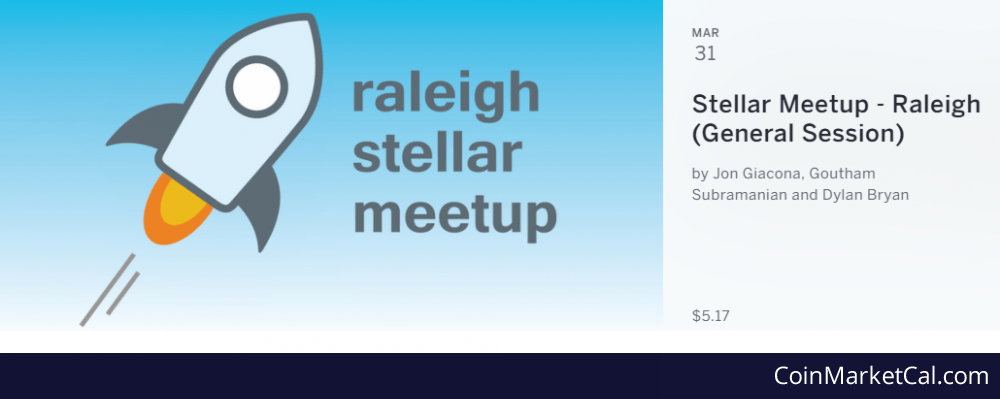 raleigh
stellar
meetup
MAR
31
Stellar Meetup - Raleigh
(General Session)
by Jon Giacona, Goutham
Subramanian and Dylan Bryan
$5.17
CoinMarketCal.com